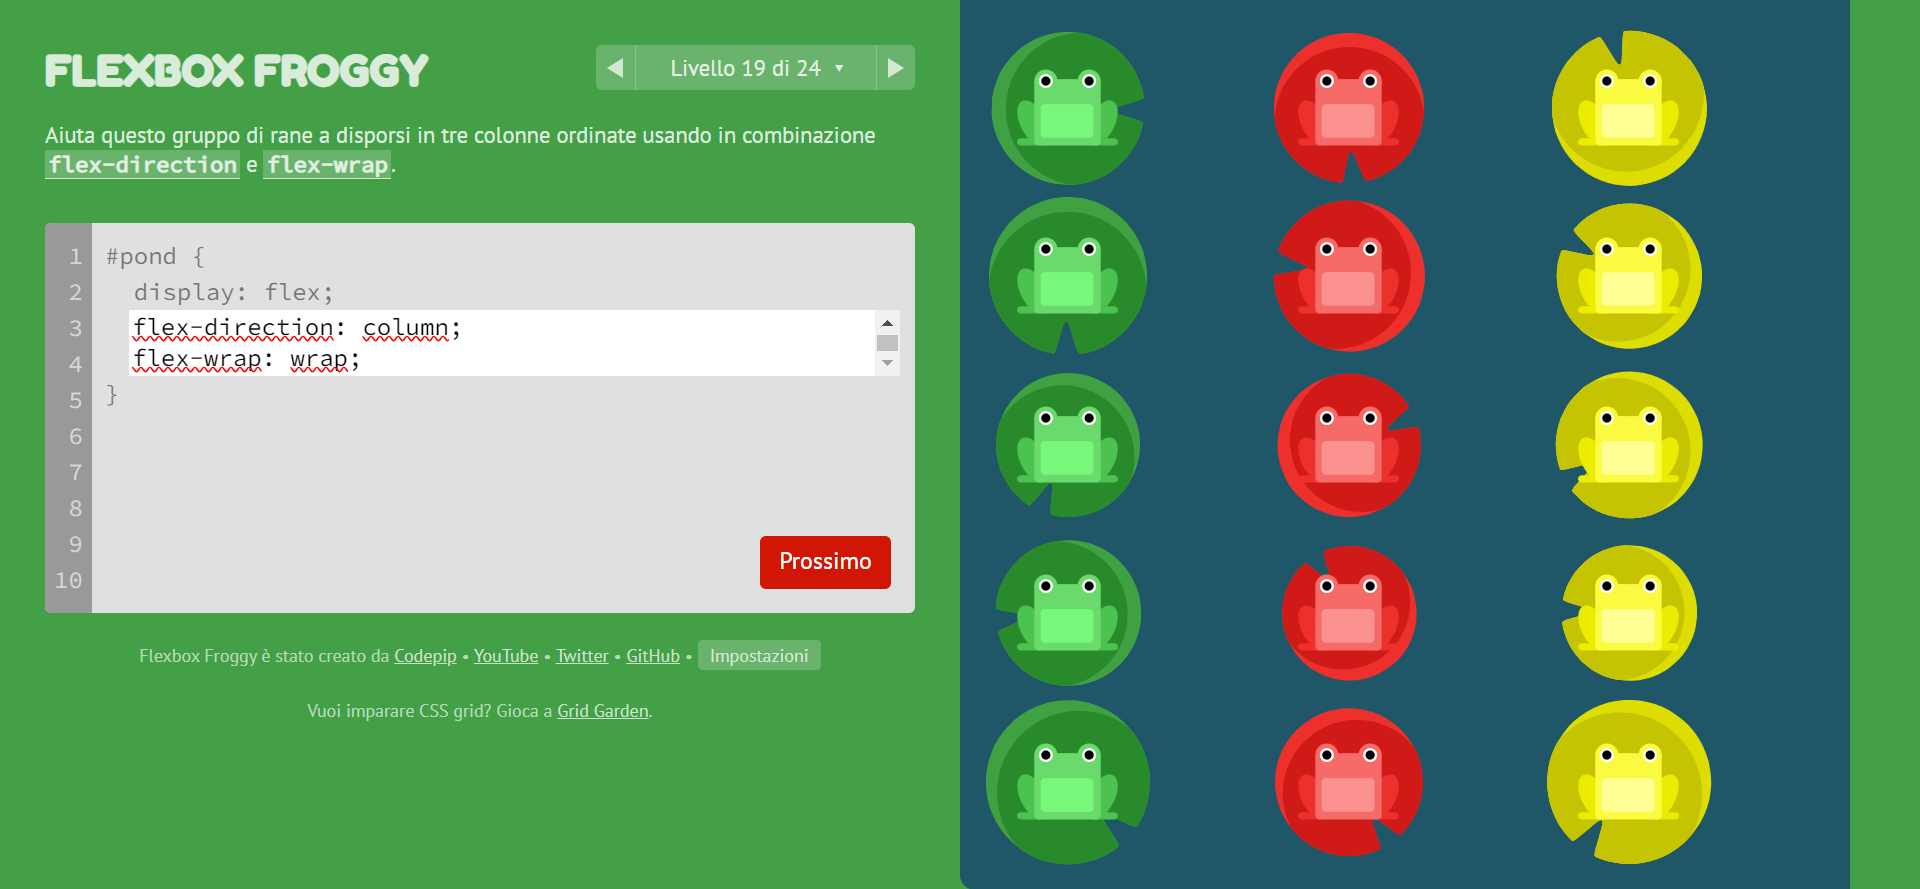 FLEXBOX FROGGY
Livello 19 di 24
Aiuta questo gruppo di rane a disporsi in tre colonne ordinate usando in combinazione
flex-direction e flex-wrap.
1 #pond {
2 display: flex;
3 flex-direction: column;
4 flex-wrap: wrap;
5 }
6
7
8
9
10
Prossimo
Flexbox Froggy è stato creato da Codepip • YouTube • Twitter • GitHub • Impostazioni
Vuoi imparare CSS grid? Gioca a Grid Garden.